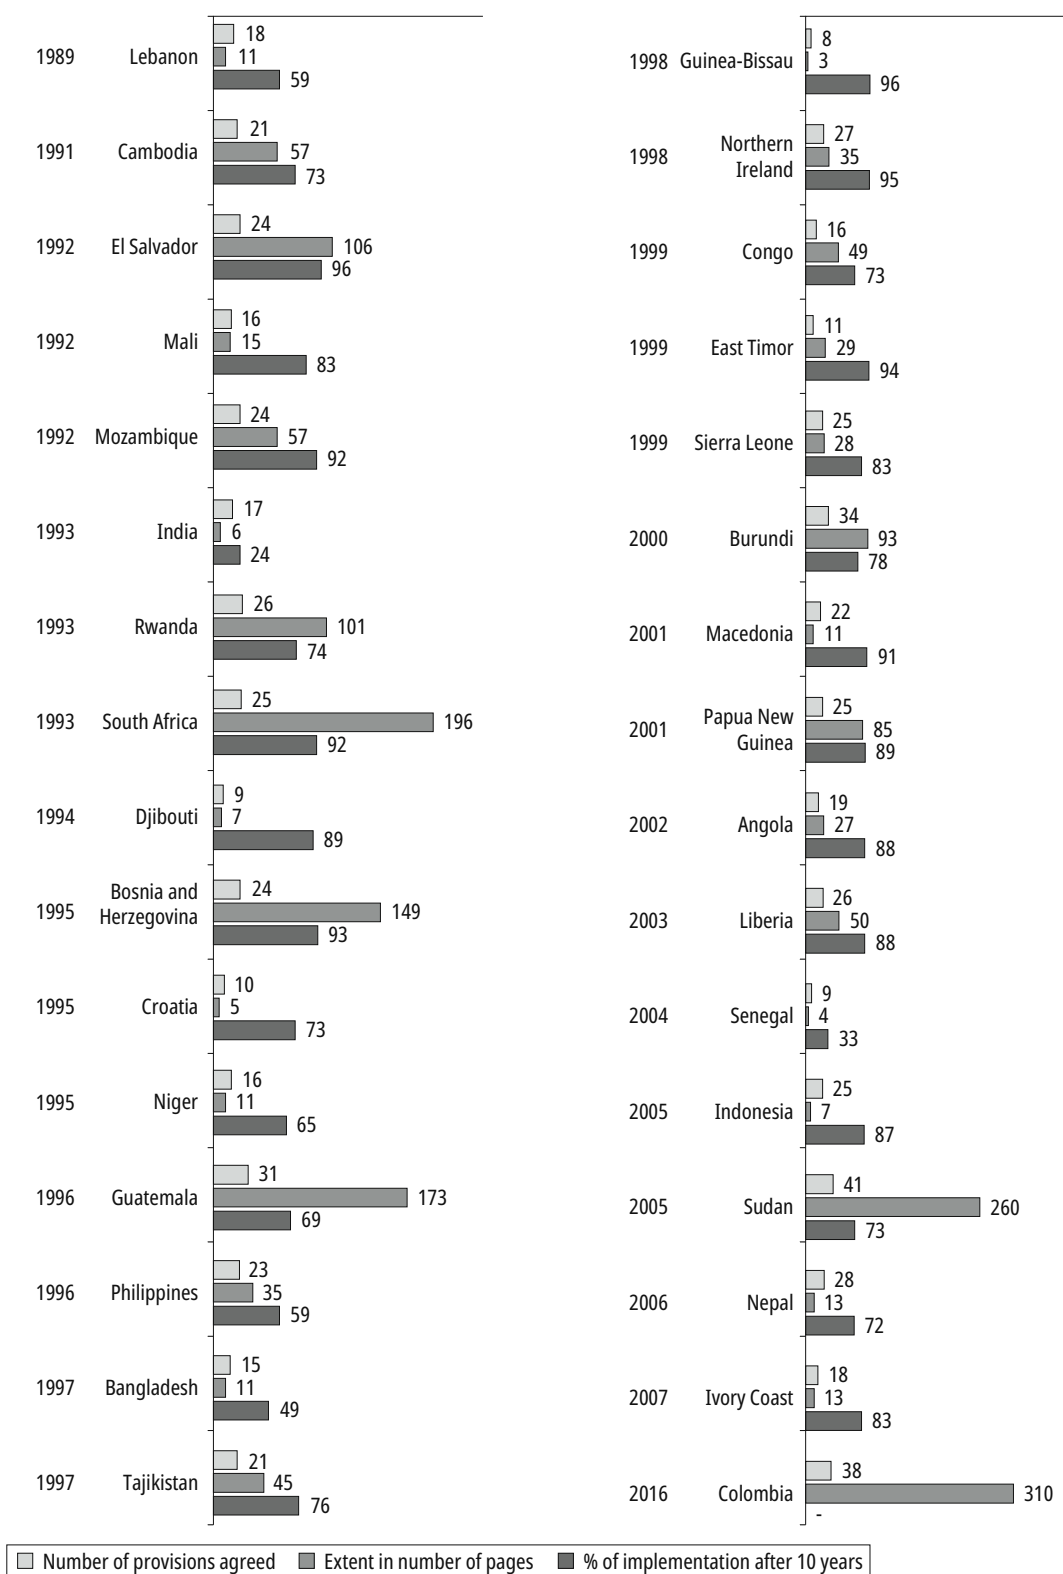 18
1989 Lebanon 11
59
21
1991 Cambodia 57
73
24
1992 El Salvador 106
96
16
1992 Mali 15
83
24
1992 Mozambique 57
92
17
1993 India 6
24
26
1993 Rwanda 101
74
25
1993 South Africa 196
92
9
1994 Djibouti 7
89
Bosnia and 24
1995 Herzegovina 149
93
10
1995 Croatia 5
73
16
1995 Niger 11
65
31
1996 Guatemala 173
69
23
1996 Philippines 35
59
15
1997 Bangladesh 11
49
21
1997 Tajikistan 45
76
8
1998 Guinea-Bissau 3
96
27
1998 Northern 35
Ireland 95
16
1999 Congo 49
73
11
1999 East Timor 29
94
25
1999 Sierra Leone 28
83
34
2000 Burundi 93
78
22
2001 Macedonia 11
91
25
2001 Papua New 85
Guinea 89
19
2002 Angola 27
88
26
2003 Liberia 50
88
9
2004 Senegal 4
33
25
2005 Indonesia 7
87
41
2005 Sudan 260
73
28
2006 Nepal 13
72
18
2007 Ivory Coast 13
83
38
2016 Colombia 310
-
Number of provisions agreed Extent in number of pages % of implementation after 10 years